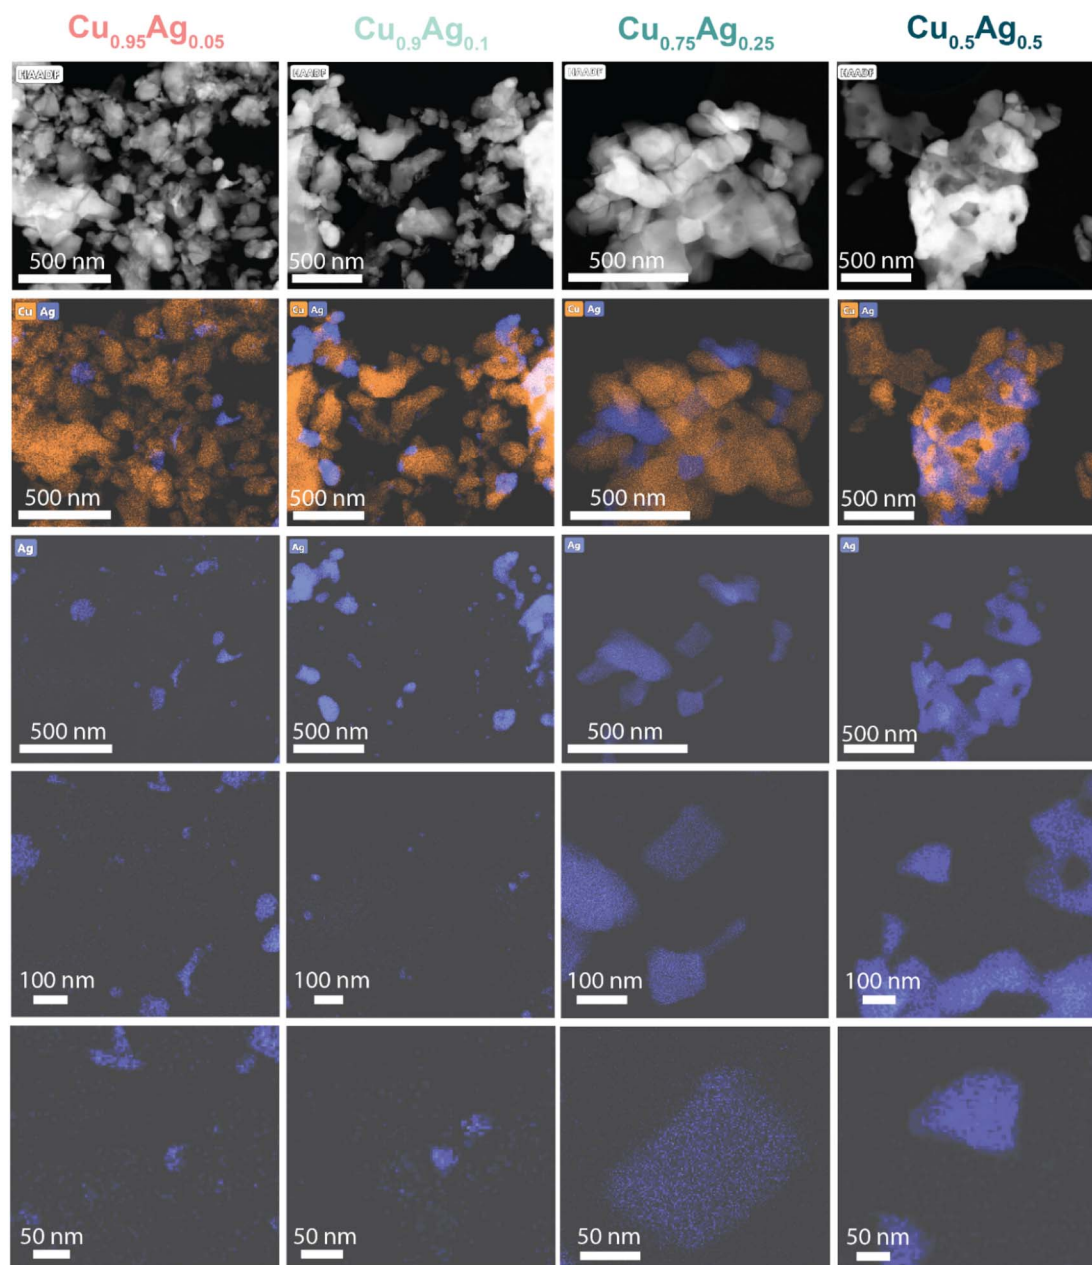 Cu0.95Ag0.05 Cu0.9Ag0.1 Cu0.75Ag0.25 Cu0.5Ag0.5
HAADF HAADF HAADF HAADF
500 nm 500 nm 500 nm 500 nm
Cu Ag Cu Ag Cu Ag Cu Ag
500 nm 500 nm 500 nm 500 nm
Ag Ag Ag Ag
500 nm 500 nm 500 nm 500 nm
100 nm 100 nm 100 nm 100 nm
50 nm 50 nm 50 nm 50 nm